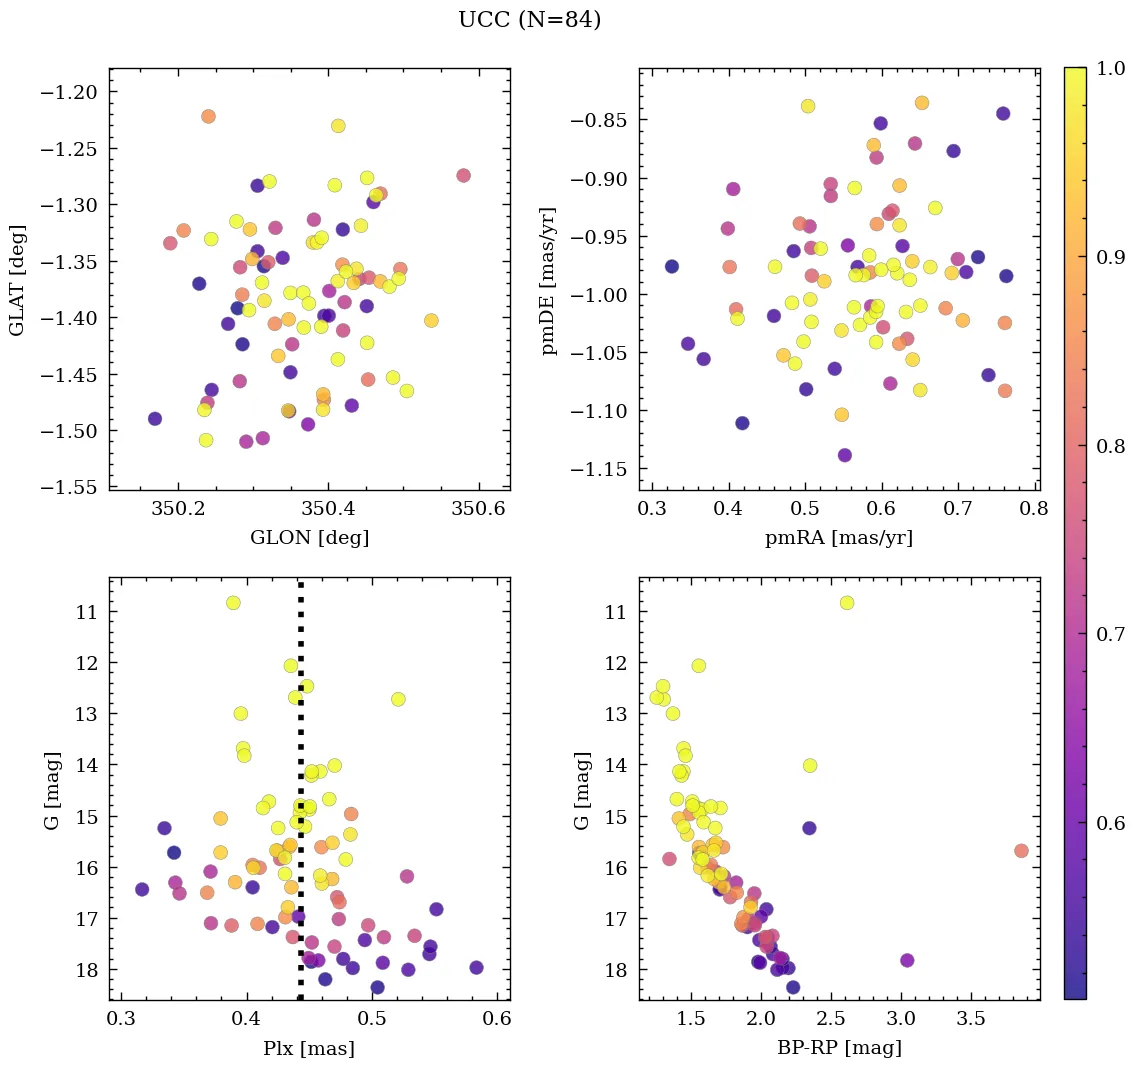 UCC (N=84)
−1.20
−1.25
−1.30
−1.35
−1.40
−1.45
−1.50
−1.55
GLAT [deg]
350.2 350.4 350.6
GLON [deg]
−0.85
−0.90
−0.95
−1.00
−1.05
−1.10
−1.15
pmDE [mas/yr]
0.3 0.4 0.5 0.6 0.7 0.8
pmRA [mas/yr]
1.0
0.9
0.8
0.7
0.6
11
12
13
14
15
16
17
18
G [mag]
0.3 0.4 0.5 0.6
Plx [mas]
11
12
13
14
15
16
17
18
G [mag]
1.5 2.0 2.5 3.0 3.5
BP-RP [mag]